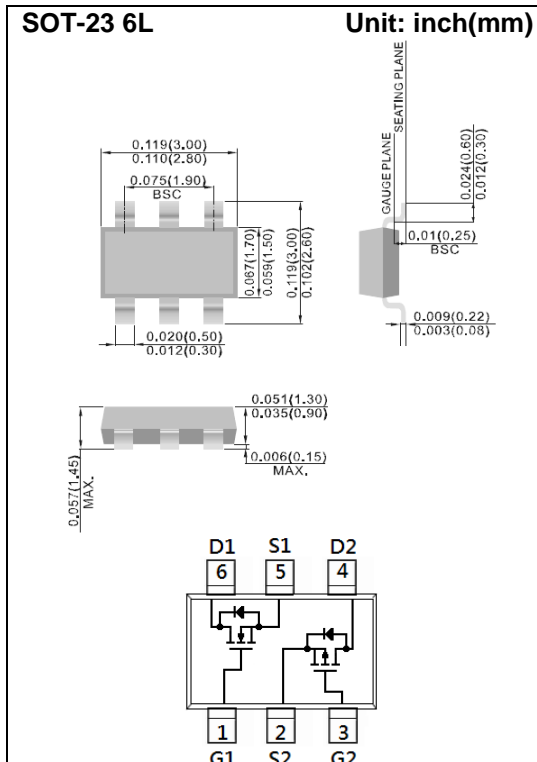 SOT-23 6L Unit: inch(mm)
0.119(3.00)
0.110(2.80)
0.075(1.90)
BSC
0.067(1.70)
0.059(1.50)
0.119(3.00)
0.102(2.60)
0.020(0.50)
0.012(0.30)
GAUGE PLANE
SEATING PLANE
0.024(0.60)
0.012(0.30)
0.01(0.25)
BSC
0.009(0.22)
0.003(0.08)
0.057(1.45)
MAX.
0.051(1.30)
0.035(0.90)
0.006(0.15)
MAX.
D1 S1 D2
6 5 4
1 2 3
G1 S2 G2